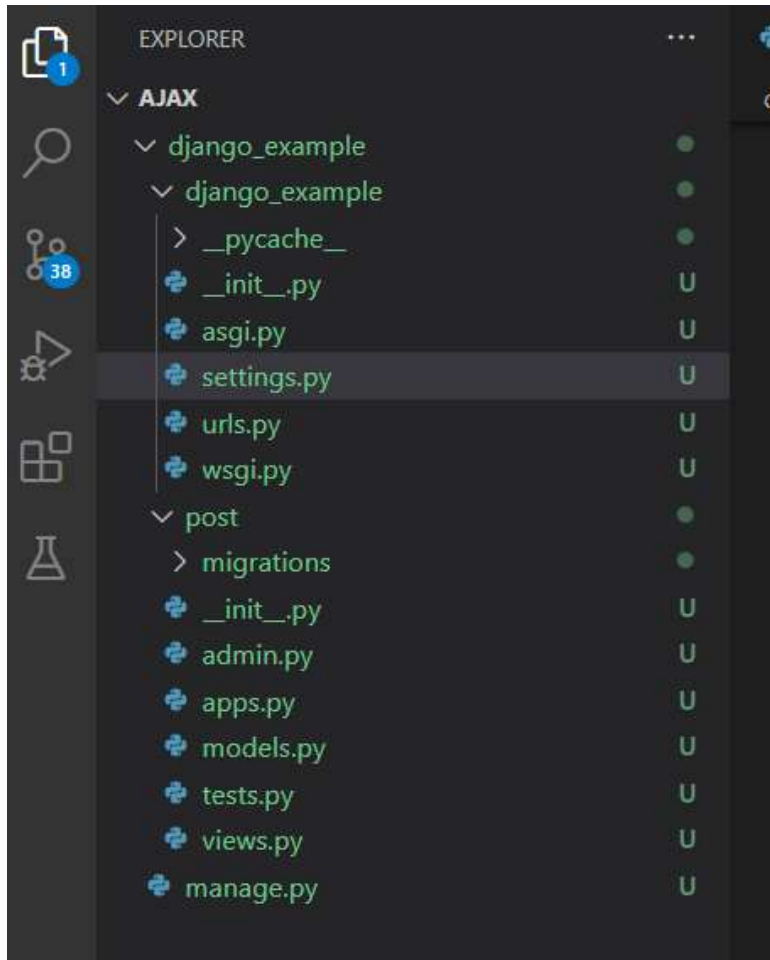 EXPLORER ...
1
AJAX
django_example
django_example
__pycache__
__init__.py U
38
asgi.py U
settings.py U
urls.py U
wsgi.py U
post
migrations
__init__.py U
admin.py U
apps.py U
models.py U
tests.py U
views.py U
manage.py U